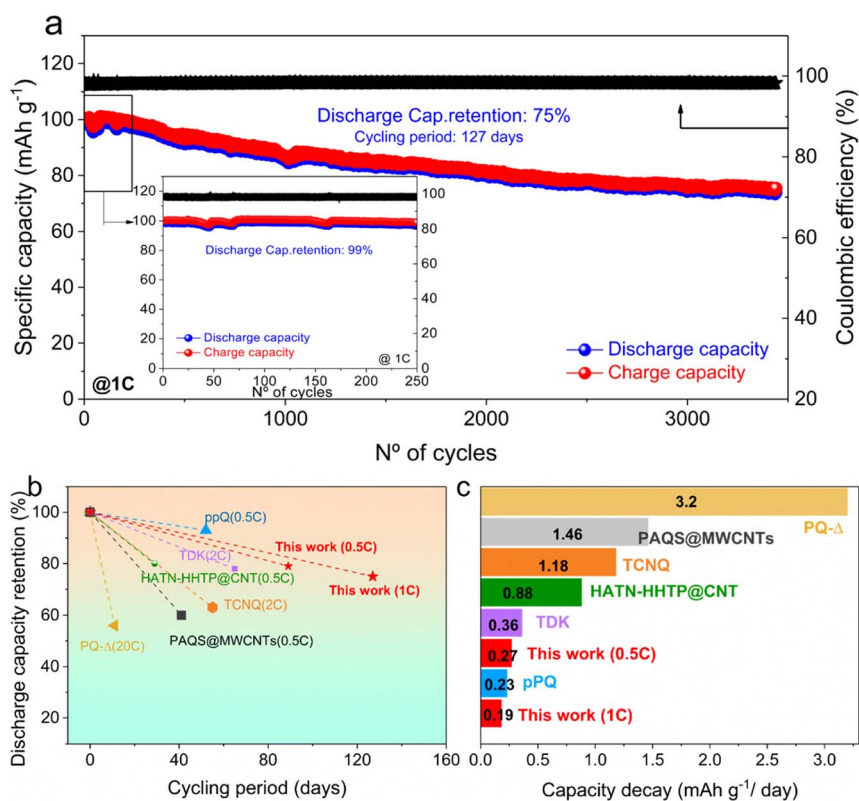 a
120
100
80
60
40
20
0
Specific capacity (mAh g⁻¹)
100
80
60
40
20
Coulombic efficiency (%)
Discharge Cap.retention: 75%
Cycling period: 127 days
120
100
80
60
40
20
0
100
80
60
40
20
0
Discharge Cap.retention: 99%
Discharge capacity
Charge capacity
@ 1C
0 50 100 150 200 250
Nº of cycles
@1C
Discharge capacity
Charge capacity
0 1000 2000 3000
Nº of cycles
b
Discharge capacity retention (%)
100
80
60
40
20
ppQ(0.5C)
This work (0.5C)
TDK(2C)
HATN-HHTP@CNT(0.5C)
This work (1C)
TCNQ(2C)
PAQS@MWCNTs(0.5C)
PQ-Δ(20C)
0 40 80 120 160
Cycling period (days)
c
3.2
PQ-Δ
1.46 PAQS@MWCNTs
1.18 TCNQ
0.88 HATN-HHTP@CNT
0.36 TDK
0.27 This work (0.5C)
0.23 pPQ
0.19 This work (1C)
0.0 0.5 1.0 1.5 2.0 2.5 3.0
Capacity decay (mAh g⁻¹/ day)